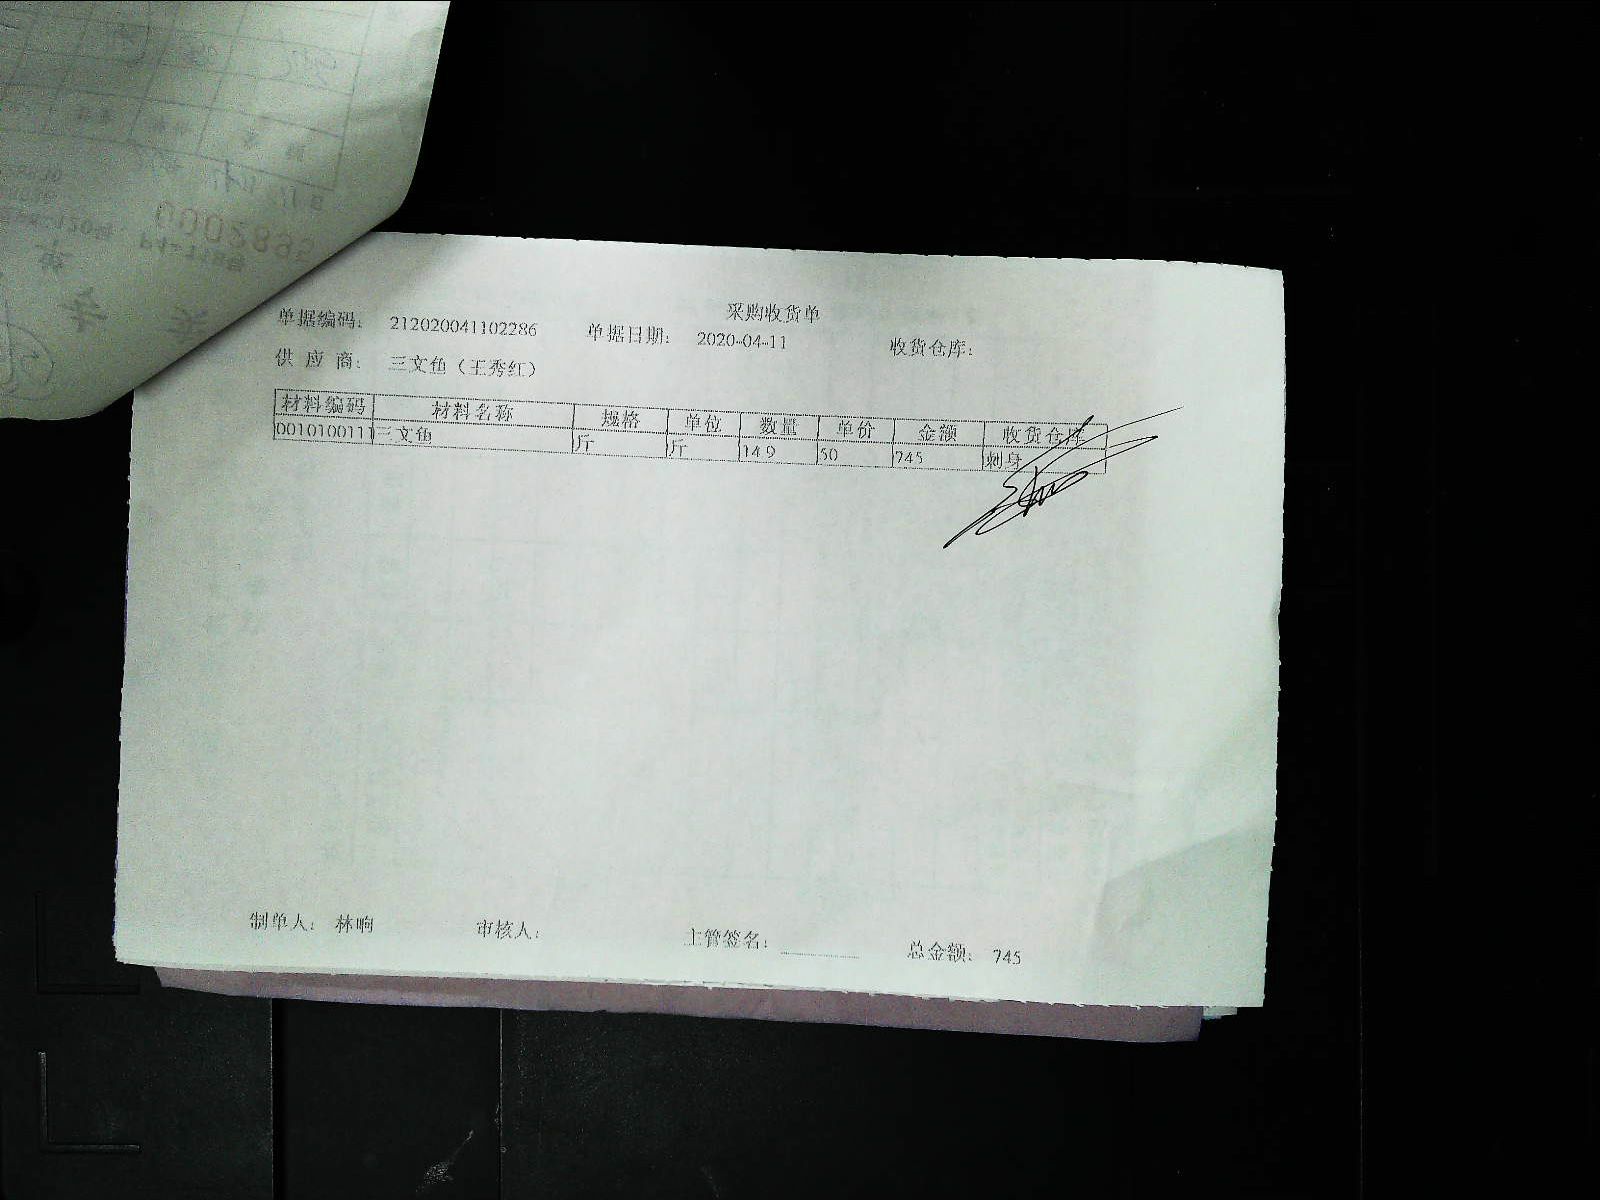 采购收货单
单据编码： 212020041102286 单据日期： 2020-04-11 收货仓库：
供 应 商： 三文鱼（王秀红）
材料编码 材料名称 规格 单位 数量 单价 金额 收货仓库
0010100111 三文鱼 斤 斤 14.9 50 745 刺身
制单人： 林响 审核人： 主管签名： 总金额： 745
0002895